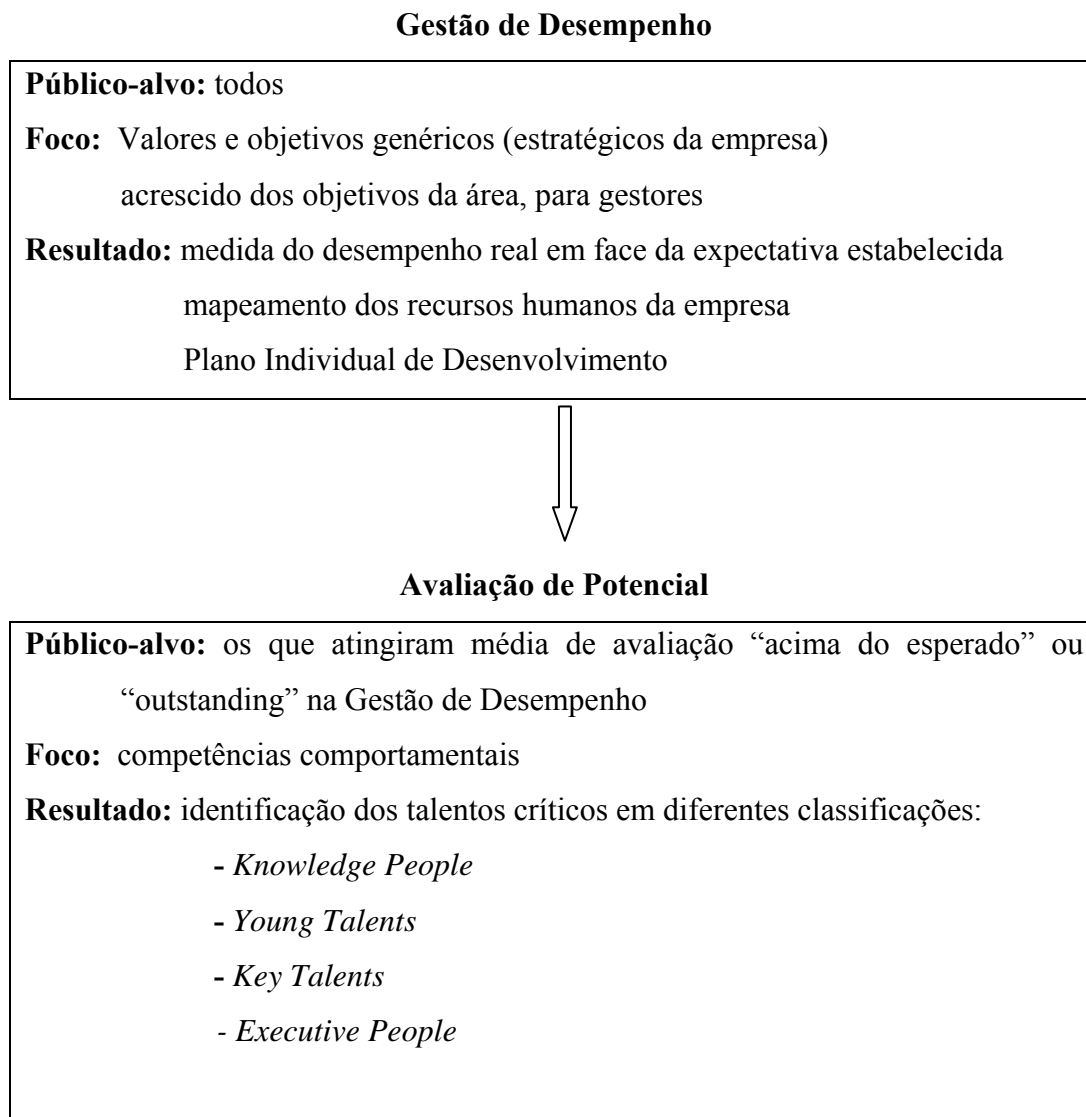 Gestão de Desempenho
Público-alvo: todos
Foco: Valores e objetivos genéricos (estratégicos da empresa)
acrescido dos objetivos da área, para gestores
Resultado: medida do desempenho real em face da expectativa estabelecida
mapeamento dos recursos humanos da empresa
Plano Individual de Desenvolvimento
Avaliação de Potencial
Público-alvo: os que atingiram média de avaliação “acima do esperado” ou
“outstanding” na Gestão de Desempenho
Foco: competências comportamentais
Resultado: identificação dos talentos críticos em diferentes classificações:
- Knowledge People
- Young Talents
- Key Talents
- Executive People